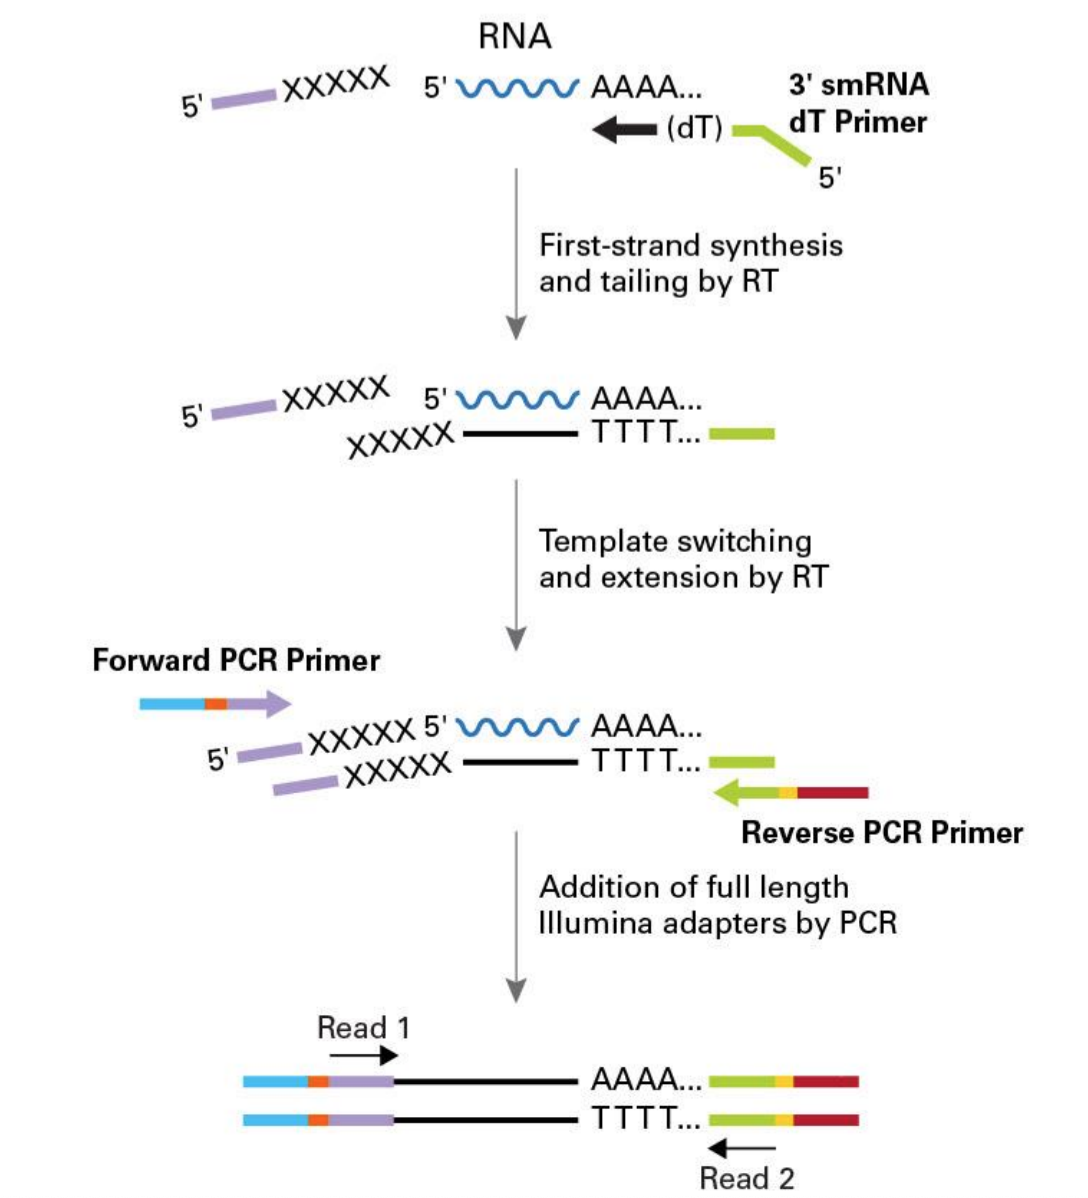 RNA
5' XXXXX 5' AAAA... 3' smRNA
(dT) dT Primer
5'
First-strand synthesis
and tailing by RT
5' XXXXX 5' AAAA...
XXXXX TTTT...
Template switching
and extension by RT
Forward PCR Primer
5' XXXXX 5' AAAA...
XXXXX TTTT...
Reverse PCR Primer
Addition of full length
Illumina adapters by PCR
Read 1
AAAA...
TTTT...
Read 2